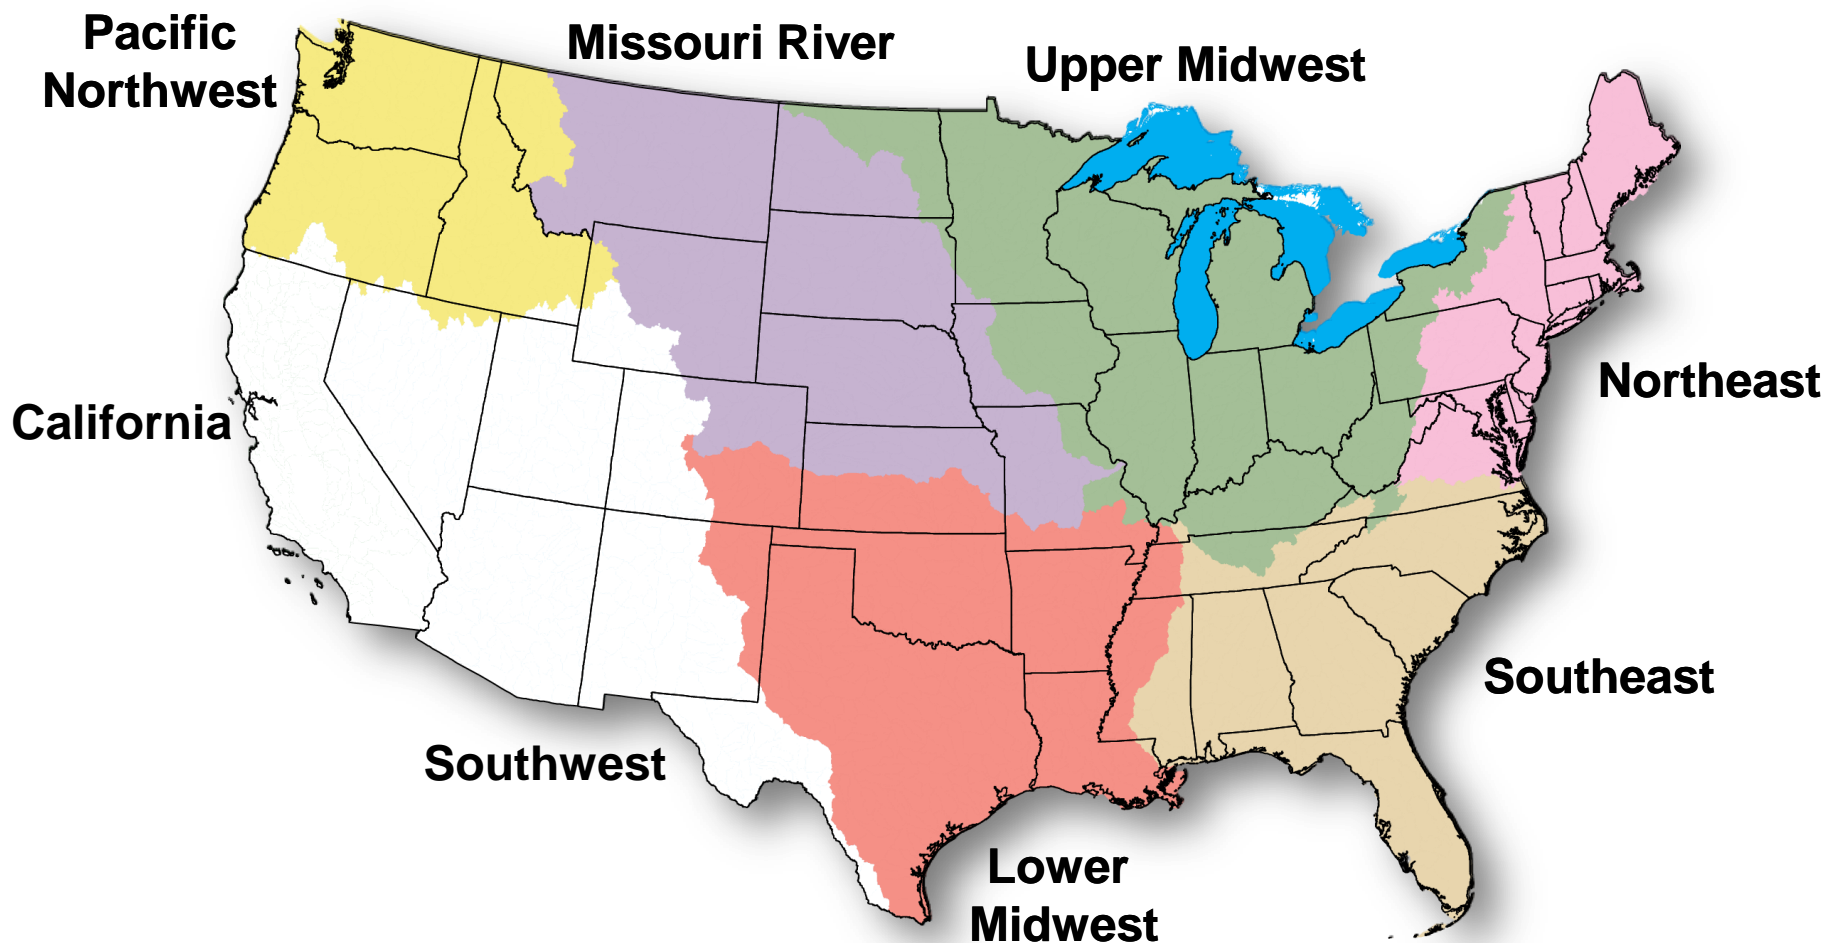 Pacific
Northwest
Missouri River
Upper Midwest
California
Northeast
Southwest
Southeast
Lower
Midwest